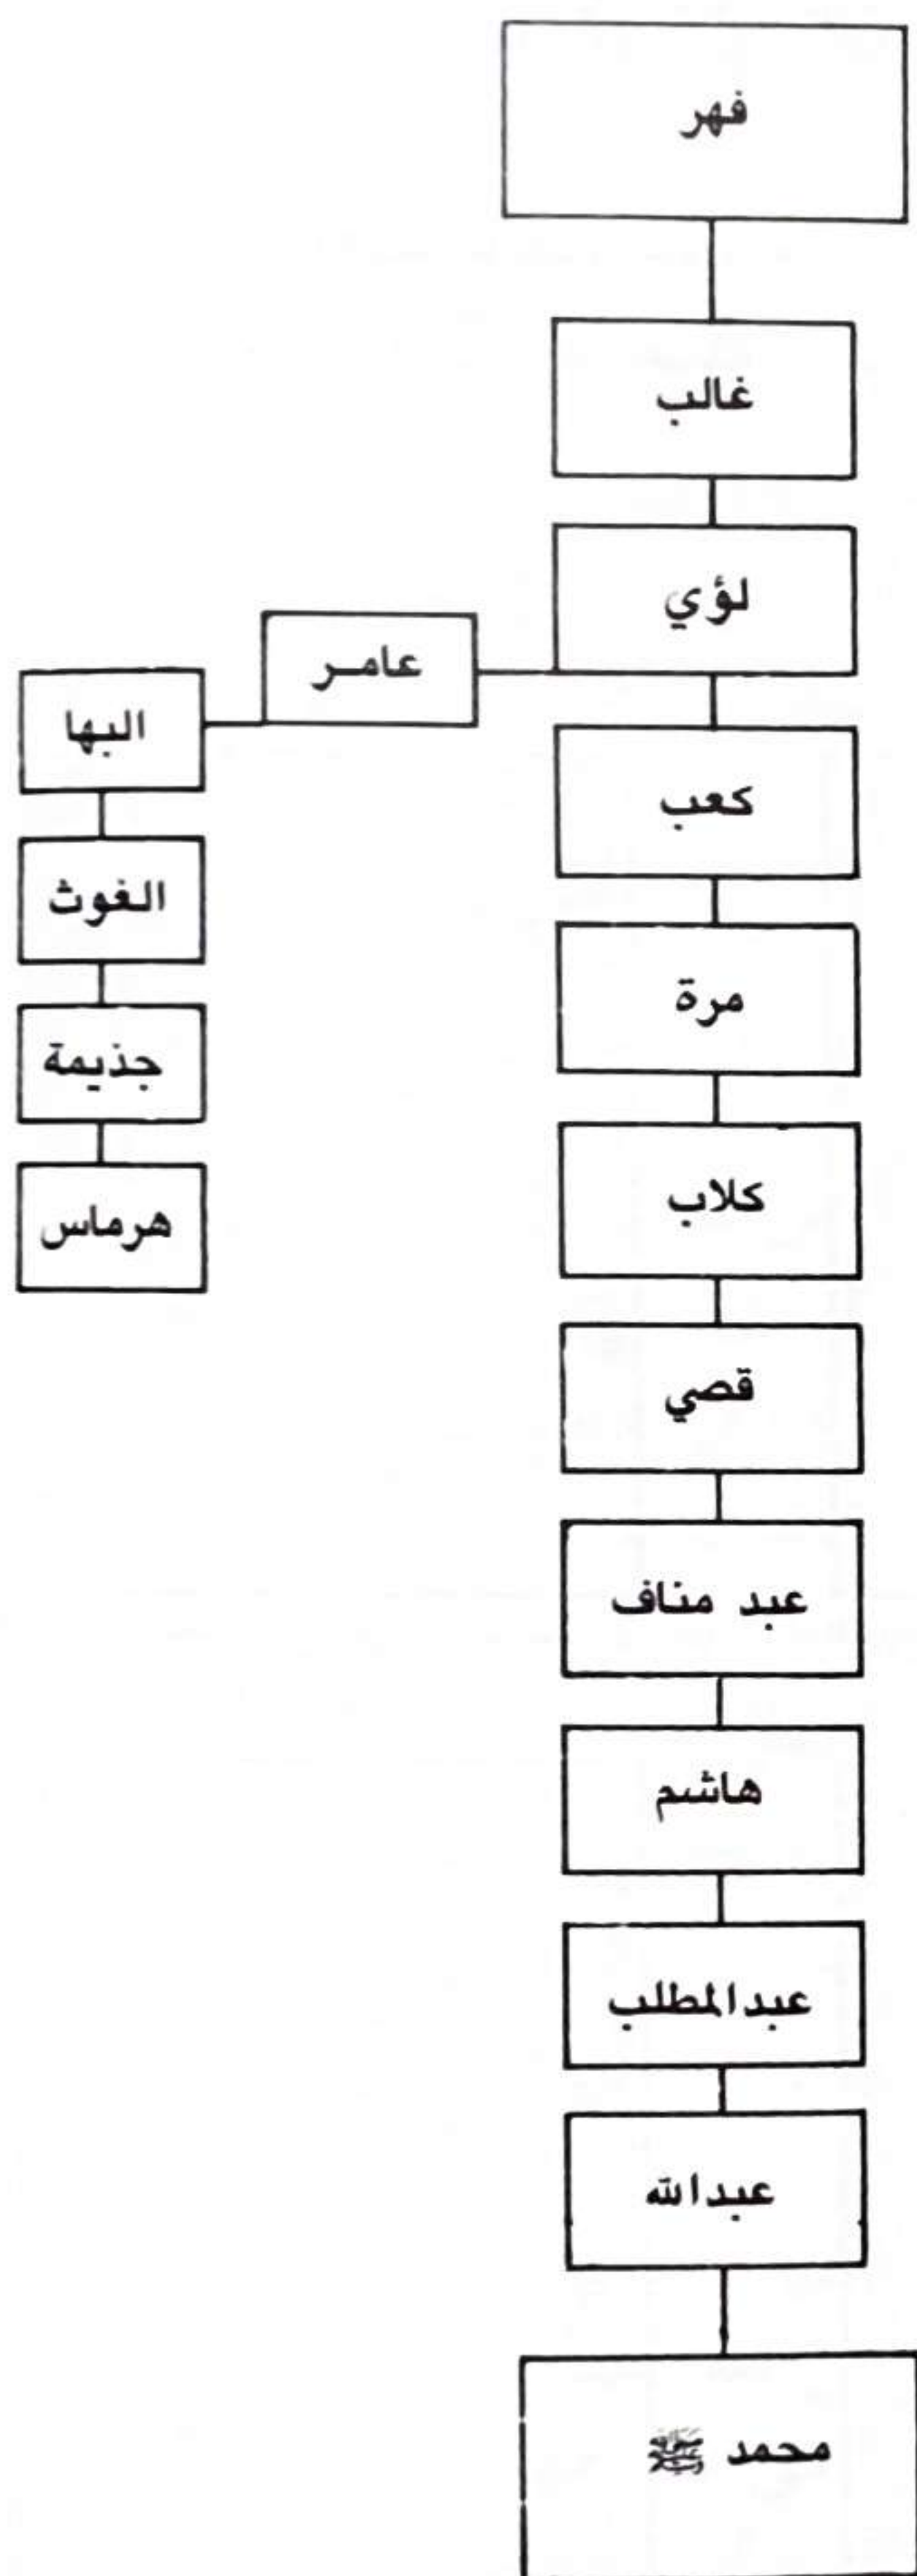 فهر
غالب
لؤي
عامر
البها
كعب
الغوث
مرة
جذيمة
كلاب
هرماس
قصي
عبد مناف
هاشم
عبدالمطلب
عبدالله
محمد ﷺ